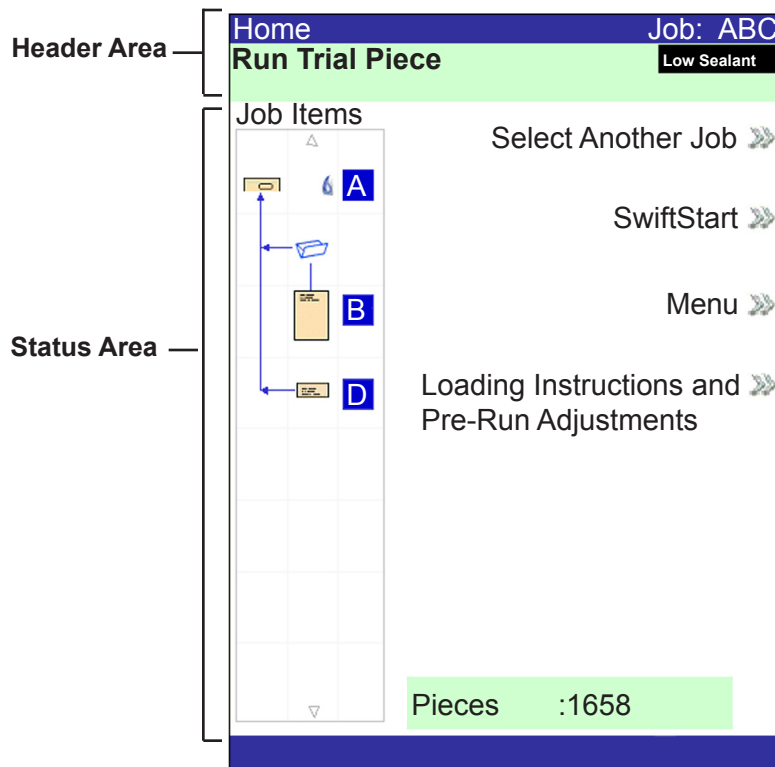 Header Area
Home Job: ABC
Run Trial Piece
Low Sealant
Status Area
Job Items
A
B
D
Select Another Job
SwiftStart
Menu
Loading Instructions and
Pre-Run Adjustments
Pieces :1658